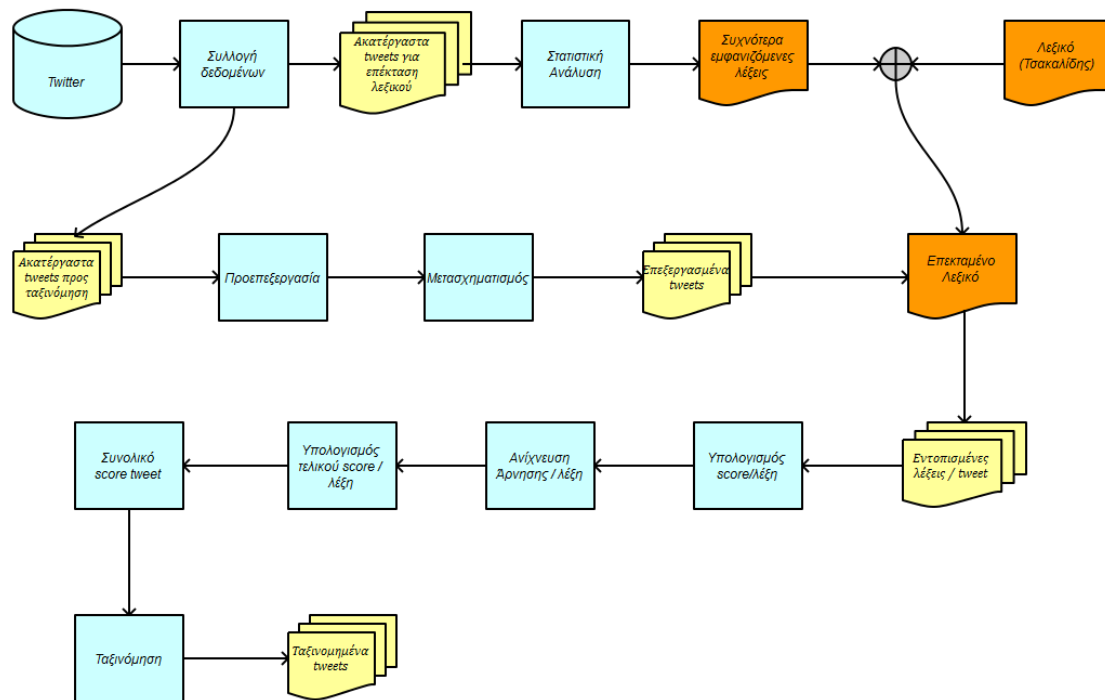 Twitter
Συλλογή
δεδομένων
Ακατέργαστα
tweets για
επέκταση
λεξικού
Στατιστική
Ανάλυση
Συχνότερα
εμφανιζόμενες
λέξεις
Λεξικό
(Τσακαλίδης)
Ακατέργαστα
tweets προς
ταξινόμηση
Προεπεξεργασία
Μετασχηματισμός
Επεξεργασμένα
tweets
Επεκταμένο
Λεξικό
Συνολικό
score tweet
Υπολογισμός
τελικού score /
λέξη
Ανίχνευση
Άρνησης / λέξη
Υπολογισμός
score/λέξη
Εντοπισμένες
λέξεις / tweet
Ταξινόμηση
Ταξινομημένα
tweets